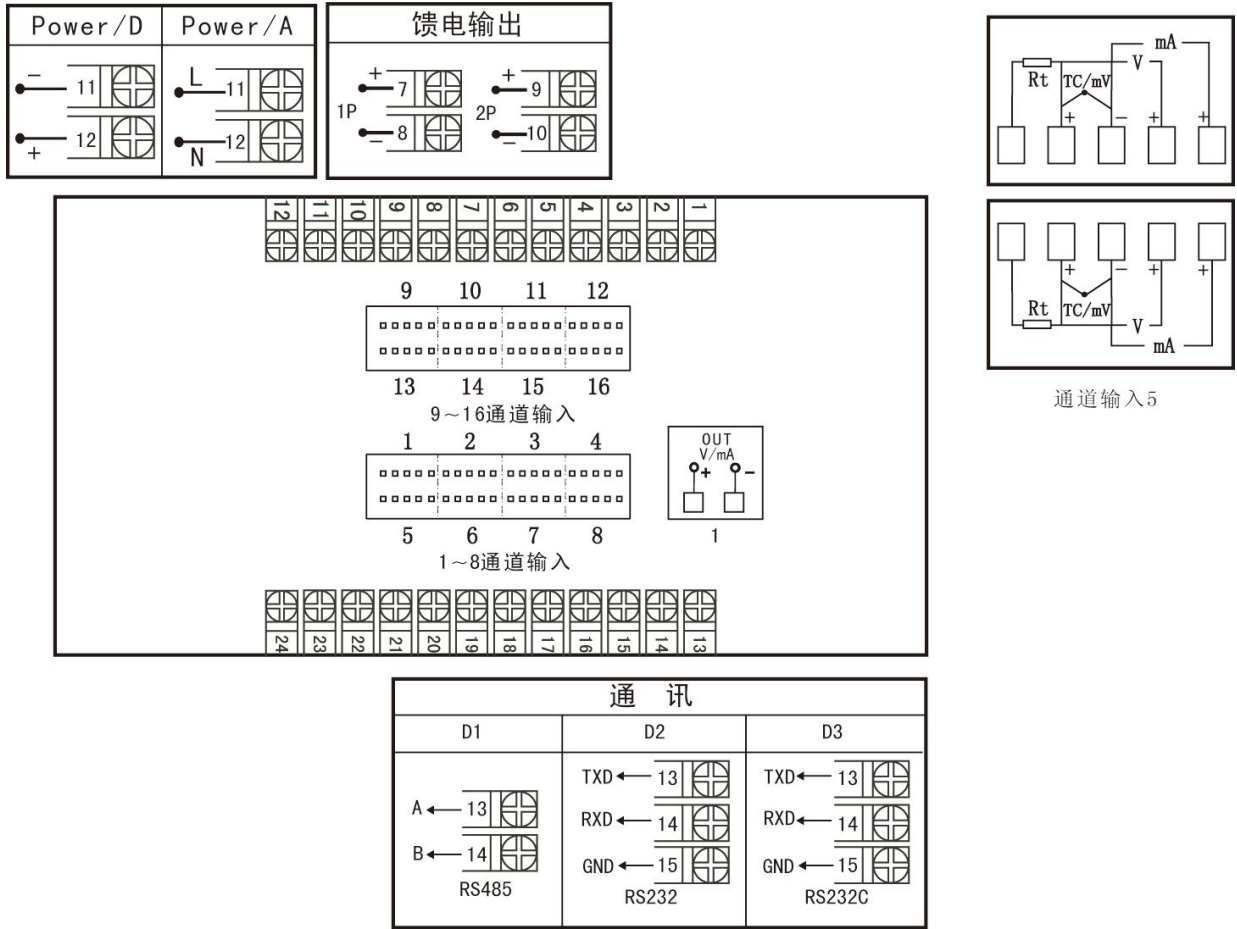 Power/D Power/A
- 11 L 11
+ 12 N 12
馈电输出
+ 7 + 9
1P 2P
- 8 - 10
mA
V
Rt TC/mV
+ - + +
+ - + +
Rt TC/mV
V
mA
通道输入5
12 11 10 9 8 7 6 5 4 3 2 1
9 10 11 12
13 14 15 16
9~16通道输入
1 2 3 4
5 6 7 8
1~8通道输入
OUT
V/mA
+ -
1
24 23 22 21 20 19 18 17 16 15 14 13
通 讯
D1 D2 D3
A 13
B 14
RS485
TXD 13
RXD 14
GND 15
RS232
TXD 13
RXD 14
GND 15
RS232C